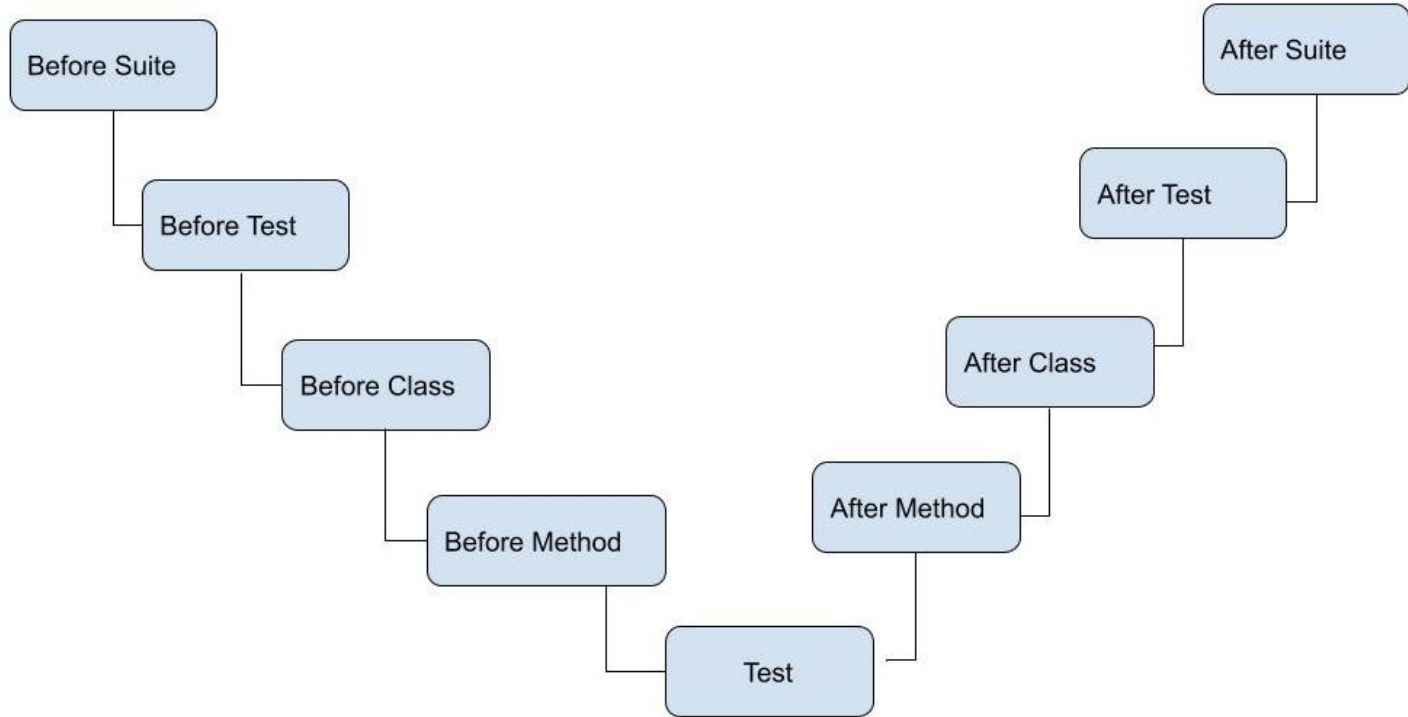 Before Suite
Before Test
Before Class
Before Method
Test
After Method
After Class
After Test
After Suite